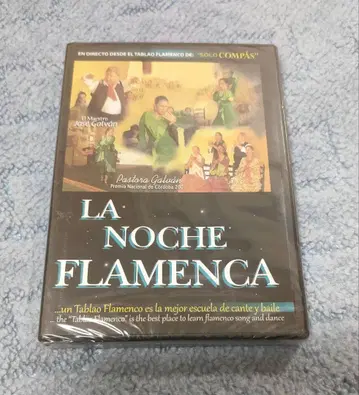 EN DIRECTO DESDE EL TABLAO FLAMENCO DE: "SOLO COMPÁS"
El Maestro
José Galván
Pastora Galván
Premio Nacional de Córdoba 20
LA
NOCHE
FLAMENCA
...un Tablao Flamenco es la mejor escuela de cante y baile
the "Tablao Flamenco" is the best place to learn flamenco song and dance